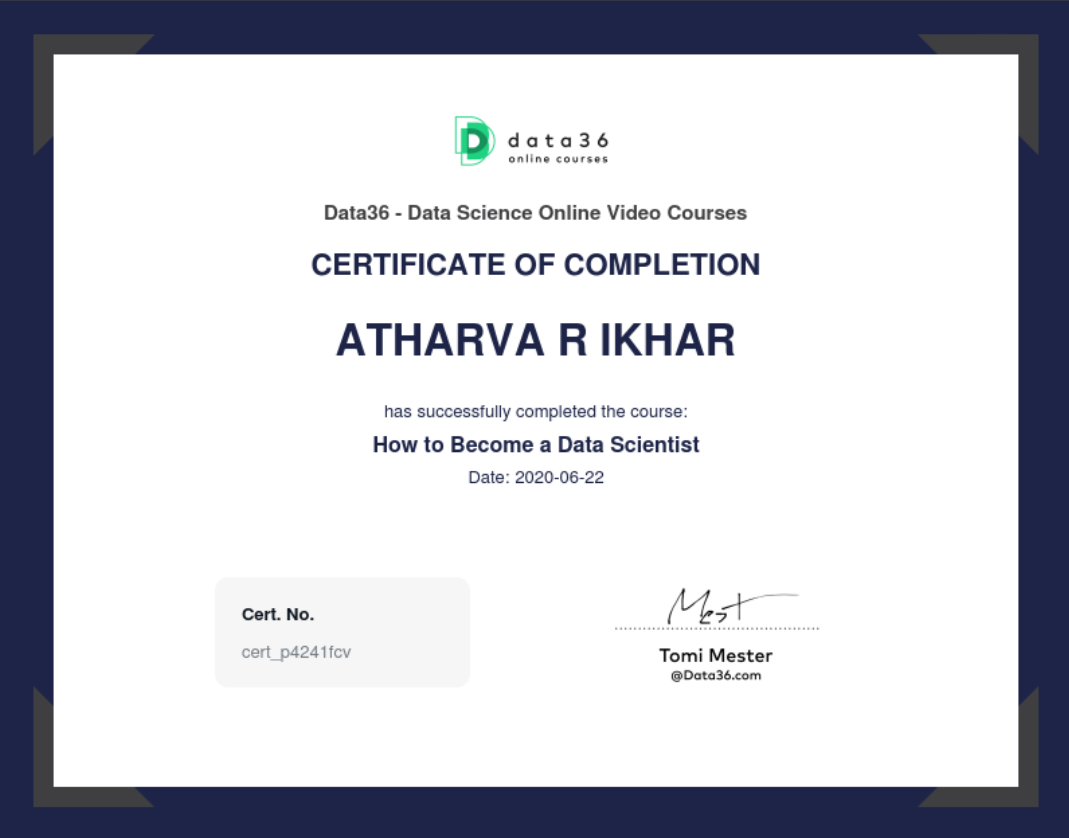 data36
online courses
Data36 - Data Science Online Video Courses
CERTIFICATE OF COMPLETION
ATHARVA R IKHAR
has successfully completed the course:
How to Become a Data Scientist
Date: 2020-06-22
Cert. No.
cert_p4241fcv
Mest
Tomi Mester
@Data36.com